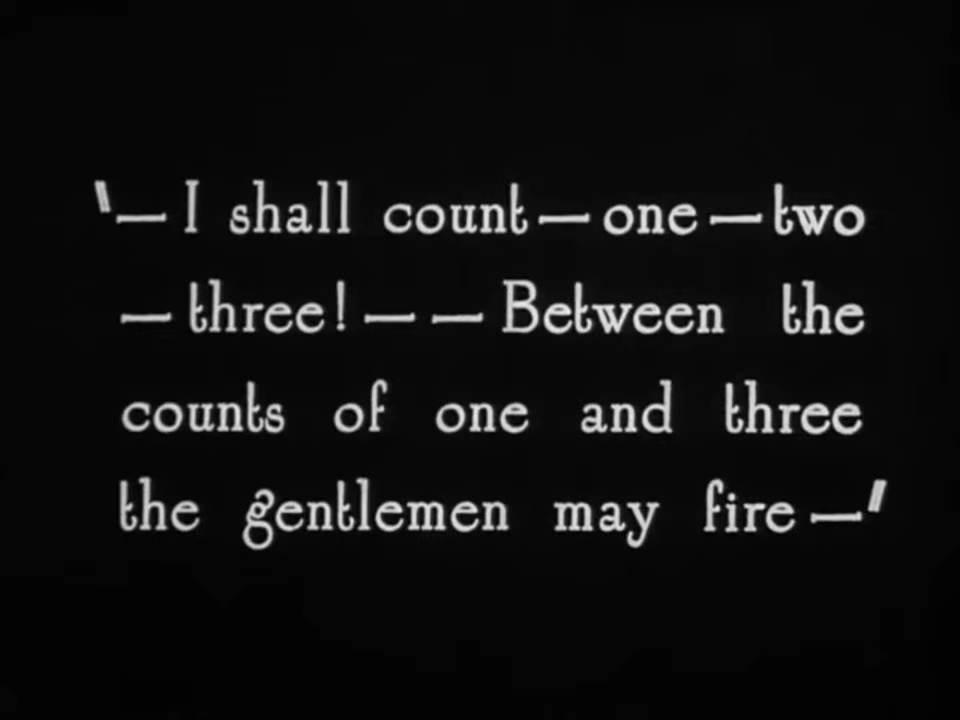 "—I shall count—one—two
—three!— —Between the
counts of one and three
the gentlemen may fire—"